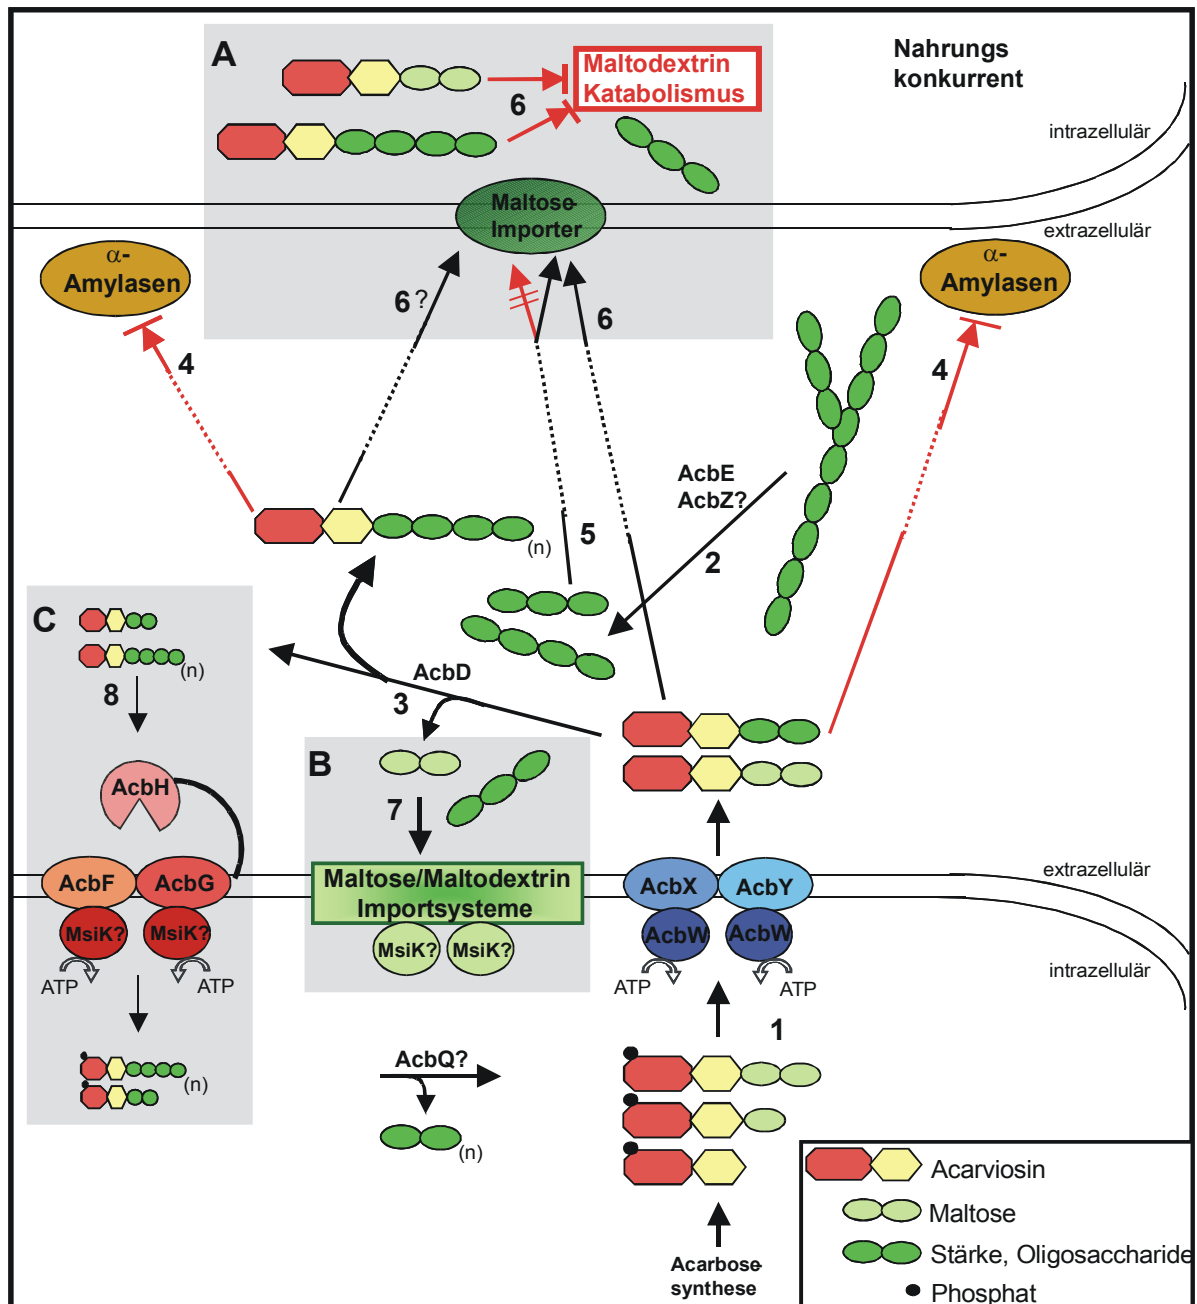 A
Nahrungs
konkurrent
Maltodextrin
Katabolismus
6
intrazellulär
Maltose-
Importer
extrazellulär
α-
Amylasen
α-
Amylasen
6?
6
4
4
AcbE
AcbZ?
5
2
(n)
C
(n)
8
AcbD
3
B
AcbH
7
AcbF
AcbG
Maltose/Maltodextrin
Importsysteme
AcbX
AcbY
extrazellulär
MsiK?
MsiK?
MsiK?
MsiK?
AcbW
AcbW
intrazellulär
ATP
ATP
ATP
ATP
1
AcbQ?
(n)
(n)
Acarbose-
synthese
Acarviosin
Maltose
Stärke, Oligosaccharide
Phosphat